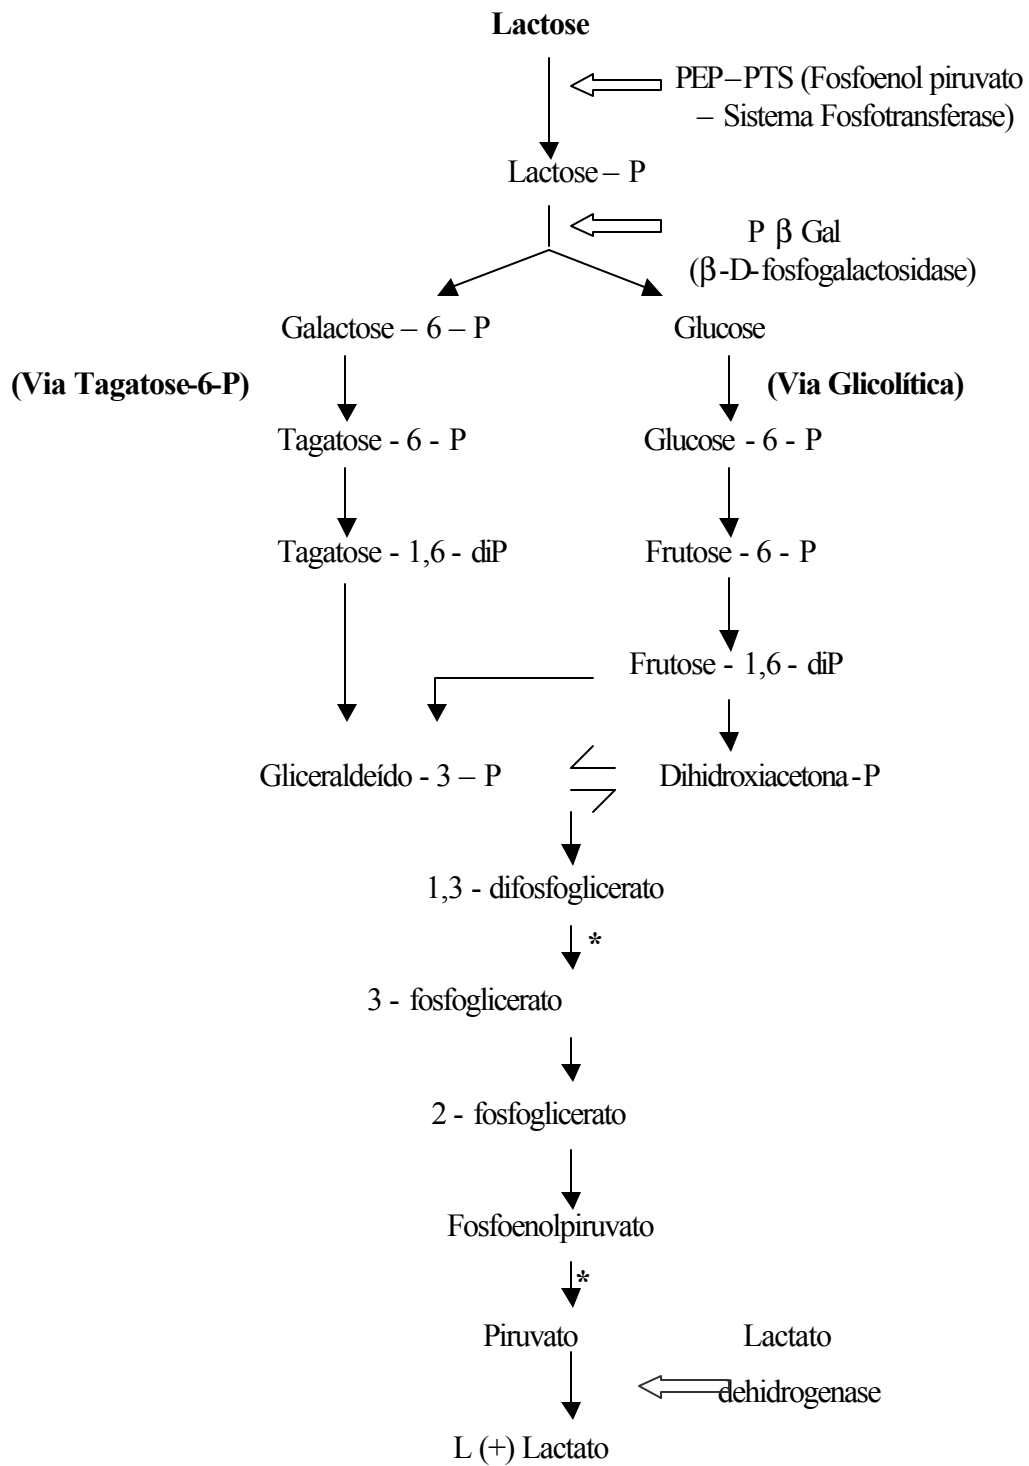 Lactose
PEP–PTS (Fosfoenol piruvato
– Sistema Fosfotransferase)
Lactose – P
P β Gal
(β-D-fosfogalactosidase)
Galactose – 6 – P
Glucose
(Via Tagatose-6-P)
(Via Glicolítica)
Tagatose - 6 - P
Glucose - 6 - P
Tagatose - 1,6 - diP
Frutose - 6 - P
Frutose - 1,6 - diP
Gliceraldeído - 3 – P
Dihidroxiacetona-P
1,3 - difosfoglicerato
*
3 - fosfoglicerato
2 - fosfoglicerato
Fosfoenolpiruvato
*
Piruvato
Lactato
dehidrogenase
L (+) Lactato